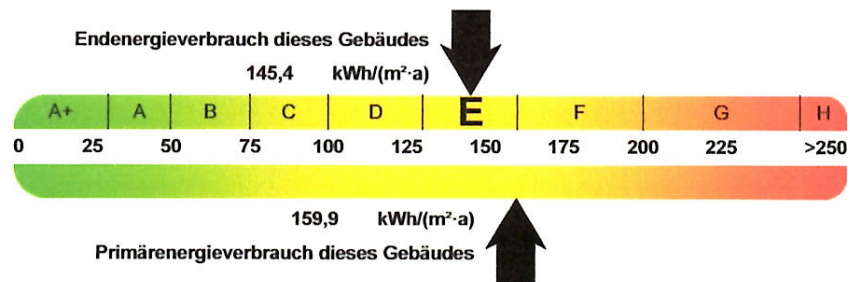 Endenergieverbrauch dieses Gebäudes
145,4 kWh/(m²·a)
A+ A B C D E F G H
0 25 50 75 100 125 150 175 200 225 >250
159,9 kWh/(m²·a)
Primärenergieverbrauch dieses Gebäudes